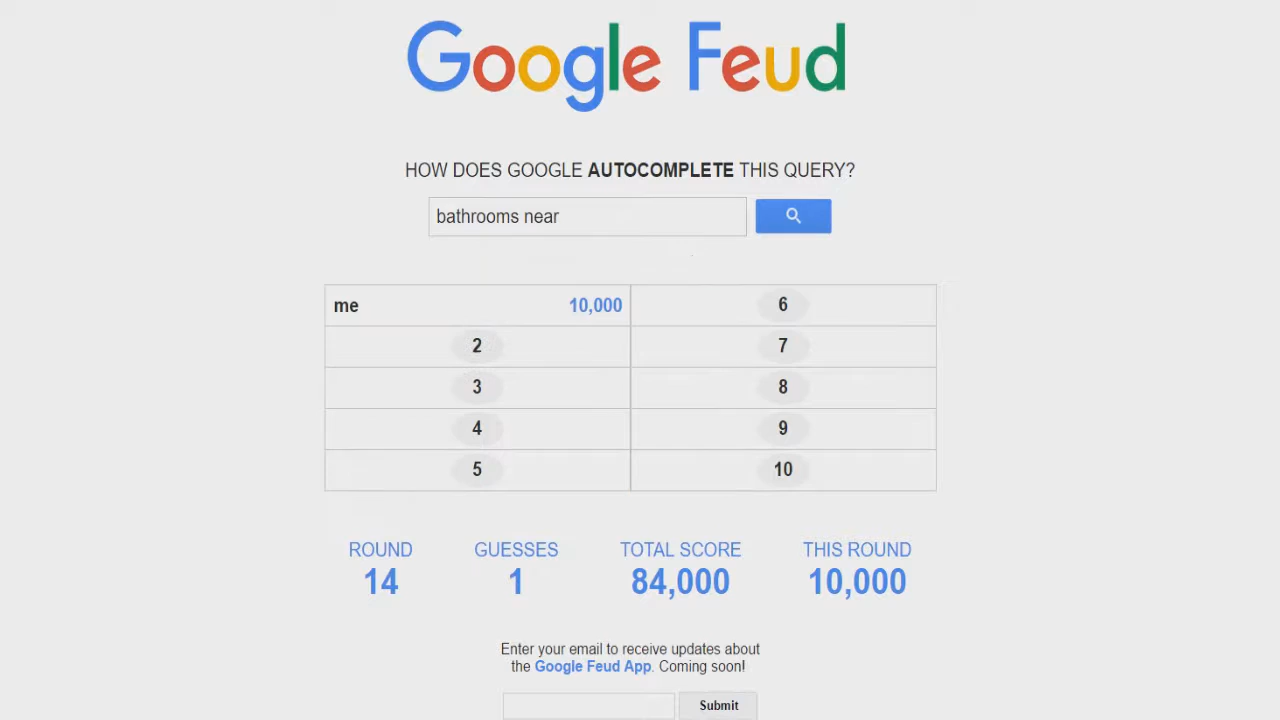 Google Feud
HOW DOES GOOGLE AUTOCOMPLETE THIS QUERY?
bathrooms near
me 10,000 6
2 7
3 8
4 9
5 10
ROUND GUESSES TOTAL SCORE THIS ROUND
14 1 84,000 10,000
Enter your email to receive updates about
the Google Feud App. Coming soon!
Submit